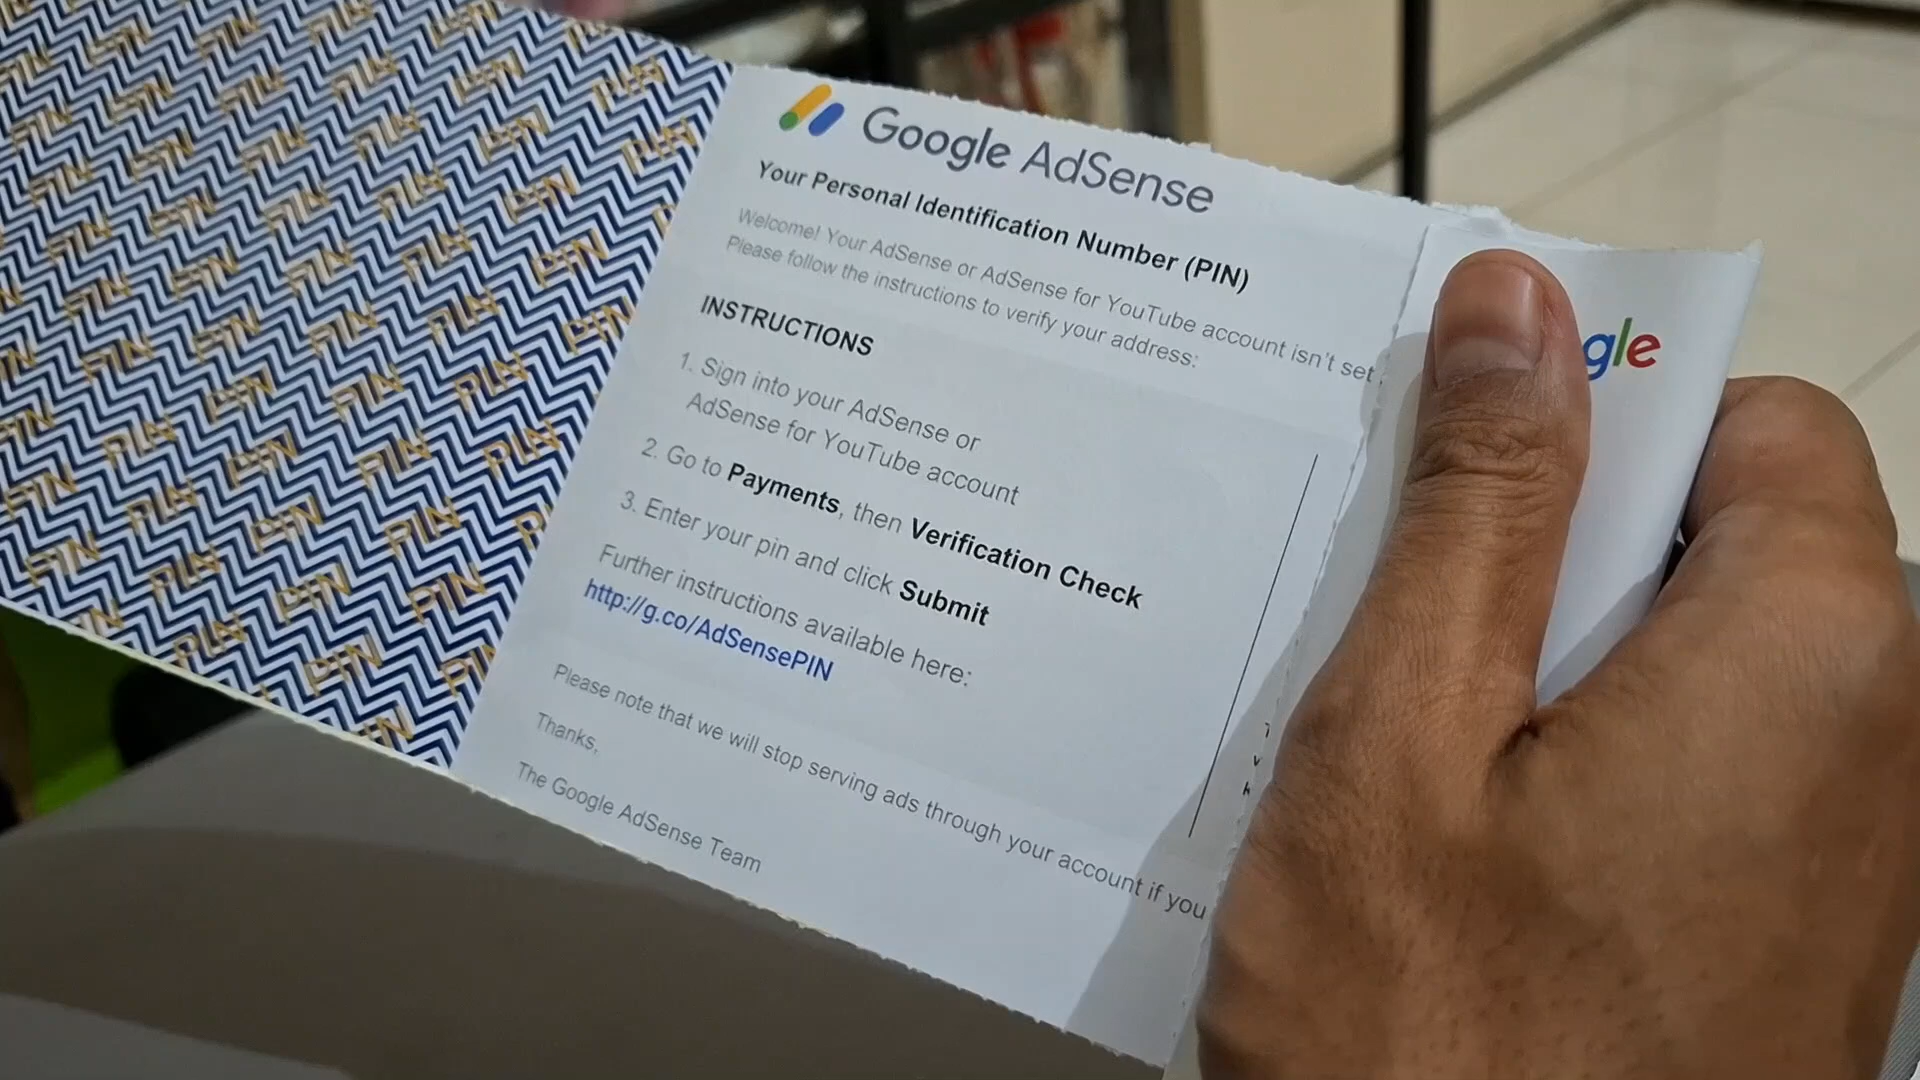 Google AdSense
Your Personal Identification Number (PIN)
Welcome! Your AdSense or AdSense for YouTube account isn't set
Please follow the instructions to verify your address:
INSTRUCTIONS
1. Sign into your AdSense or
AdSense for YouTube account
2. Go to Payments, then Verification Check
3. Enter your pin and click Submit
Further instructions available here:
http://g.co/AdSensePIN
Please note that we will stop serving ads through your account if you
Thanks,
The Google AdSense Team
gle
PIN